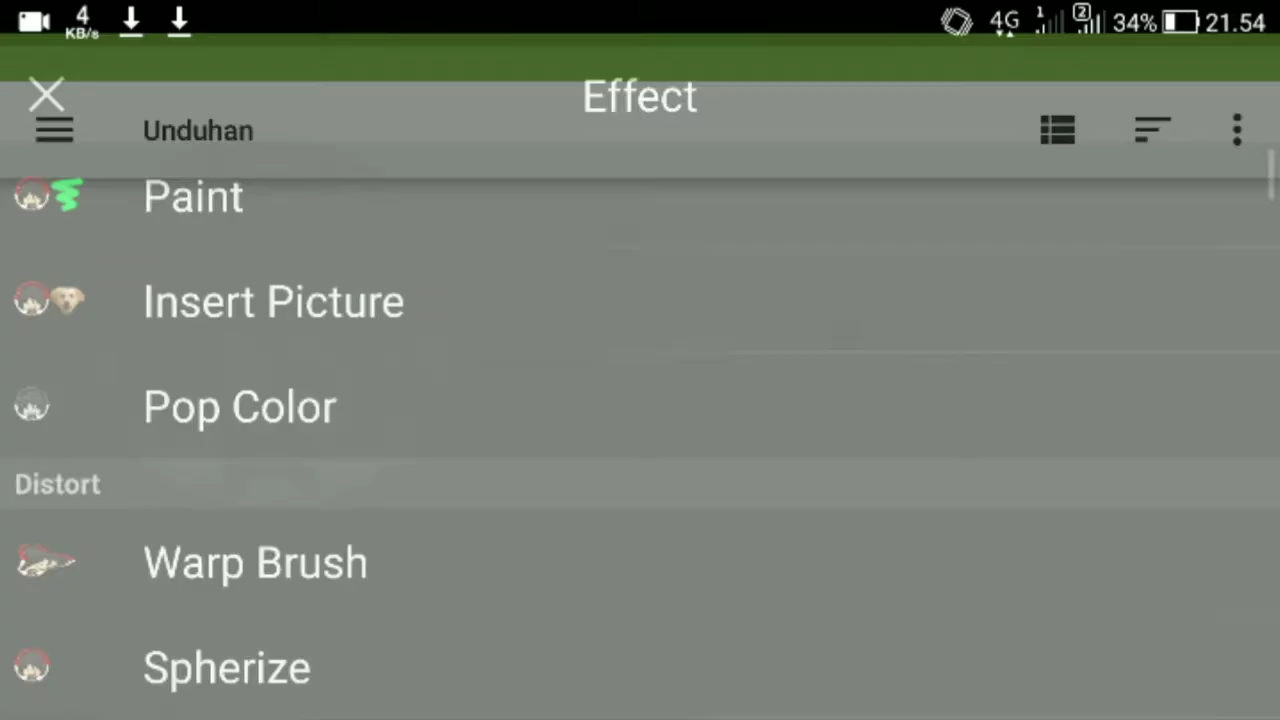 4
KB/s
4G
1
2
34%
21.54
Effect
Unduhan
Paint
Insert Picture
Pop Color
Distort
Warp Brush
Spherize